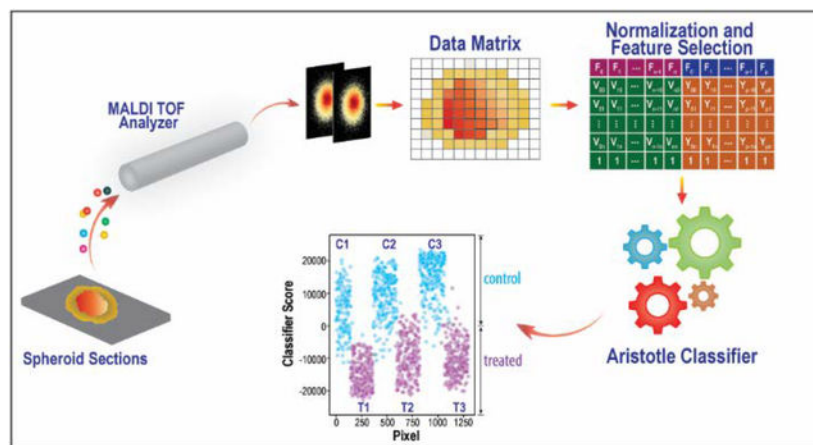 MALDI TOF
Analyzer
Spheroid Sections
Data Matrix
Normalization and
Feature Selection
Aristotle Classifier
C1 C2 C3
control
treated
T1 T2 T3
Classifier Score
20000
10000
0
-10000
-20000
0 250 500 750 1000 1250
Pixel